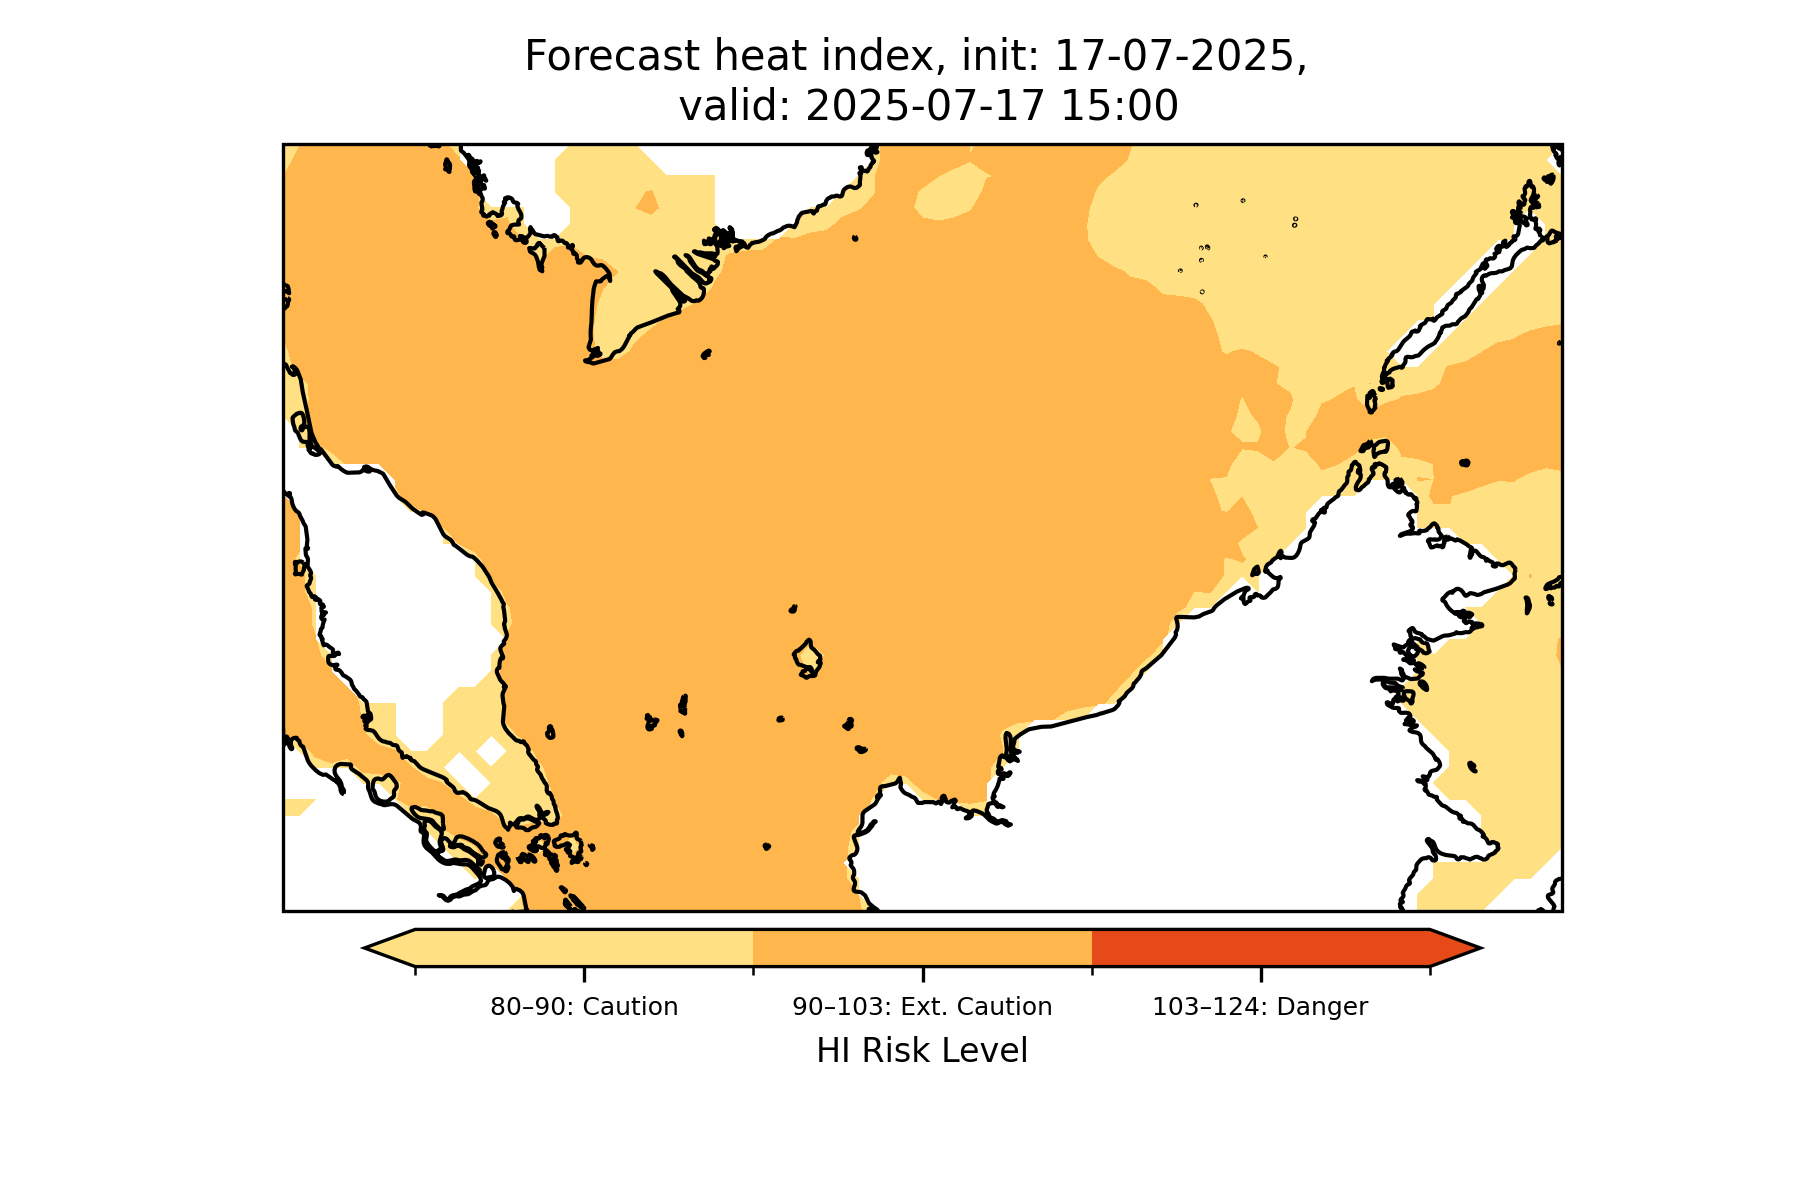 Forecast heat index, init: 17-07-2025,
valid: 2025-07-17 15:00
80–90: Caution
90–103: Ext. Caution
103–124: Danger
HI Risk Level